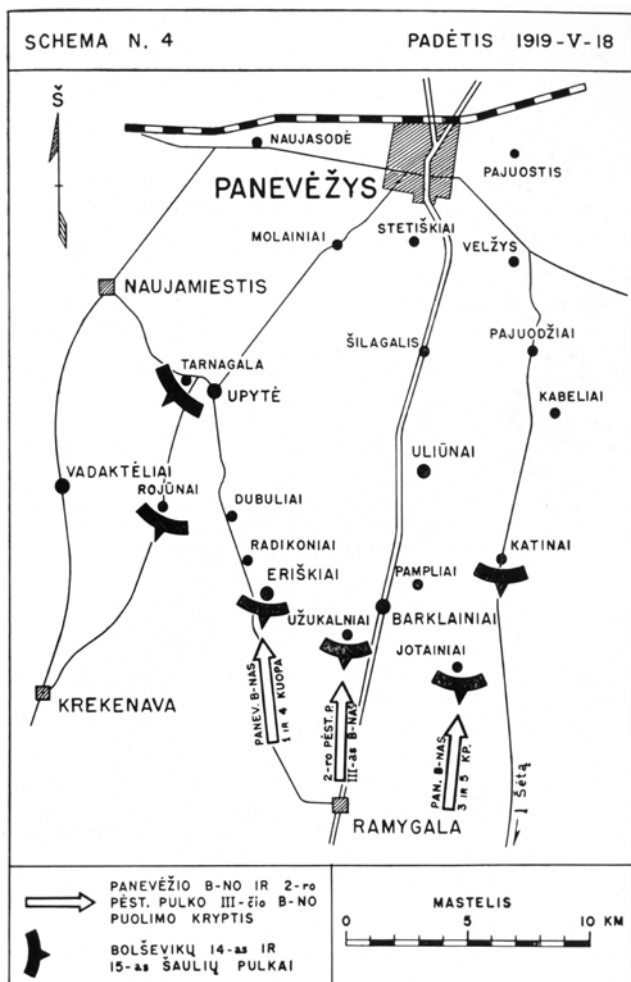 SCHEMA N. 4
PADĖTIS 1919-V-18
Š
NAUJASODĖ
PANEVĖŽYS
PAJUOSTIS
MOLAINIAI
STETIŠKIAI
VELŽYS
NAUJAMIESTIS
ŠILAGALIS
PAJUODŽIAI
TARNAGALA
UPYTĖ
KABELIAI
VADAKTĖLIAI
ULIŪNAI
ROJŪNAI
DUBULIAI
RADIKONIAI
KATINAI
ERIŠKIAI
PAMPLIAI
UŽUKALNIAI
BARKLAINIAI
JOTAINIAI
KREKENAVA
PANEV. B-NAS
1 IR 4 KUOPA
2-ro PĖST. P.
III-as B-NAS
PAN. B-NAS
3 IR 5 KP.
Į Šėtą
RAMYGALA
PANEVĖŽIO B-NO IR 2-ro
PĖST. PULKO III-čio B-NO
PUOLIMO KRYPTIS
BOLŠEVIKŲ 14-as IR
15-as ŠAULIŲ PULKAI
MASTELIS
0 5 10 KM